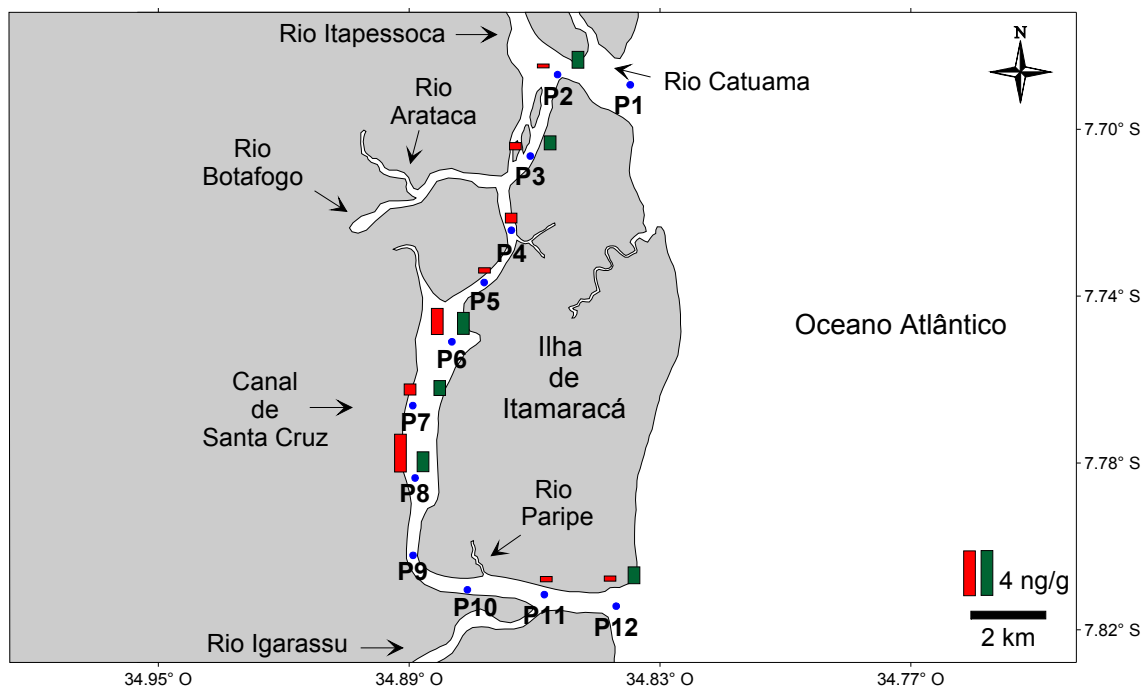 Rio Itapessoca
N
Rio Catuama
P2
P1
Rio
Arataca
7.70° S
Rio
Botafogo
P3
P4
P5
7.74° S
Oceano Atlântico
P6
Ilha
de
Itamaracá
Canal
de
Santa Cruz
P7
7.78° S
P8
Rio
Paripe
P9
4 ng/g
P10
P11
P12
2 km
Rio Igarassu
7.82° S
34.95° O
34.89° O
34.83° O
34.77° O